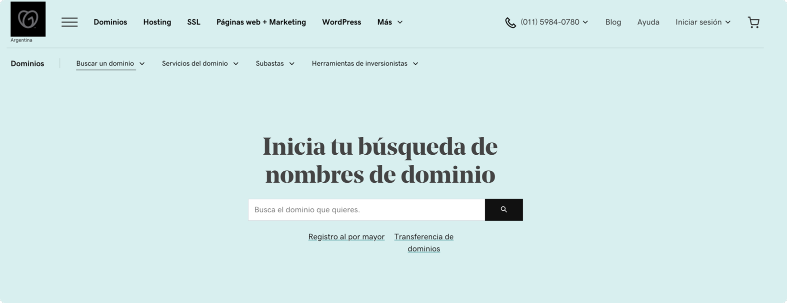 Argentina
Dominios Hosting SSL Páginas web + Marketing WordPress Más (011) 5984-0780 Blog Ayuda Iniciar sesión
Dominios Buscar un dominio Servicios del dominio Subastas Herramientas de inversionistas
Inicia tu búsqueda de
nombres de dominio
Busca el dominio que quieres.
Registro al por mayor Transferencia de
dominios